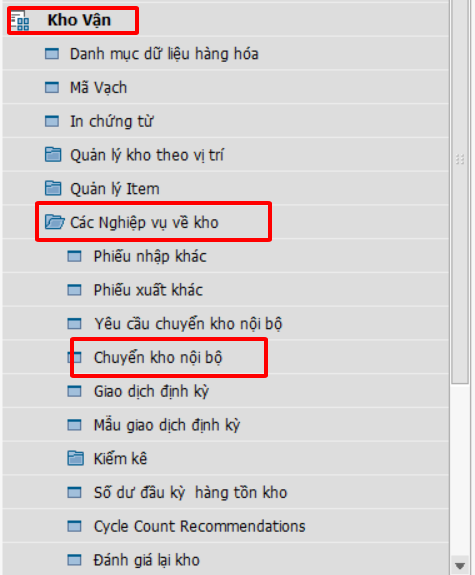 Kho Vận
Danh mục dữ liệu hàng hóa
Mã Vạch
In chứng từ
Quản lý kho theo vị trí
Quản lý Item
Các Nghiệp vụ về kho
Phiếu nhập khác
Phiếu xuất khác
Yêu cầu chuyển kho nội bộ
Chuyển kho nội bộ
Giao dịch định kỳ
Mẫu giao dịch định kỳ
Kiểm kê
Số dư đầu kỳ hàng tồn kho
Cycle Count Recommendations
Đánh giá lại kho